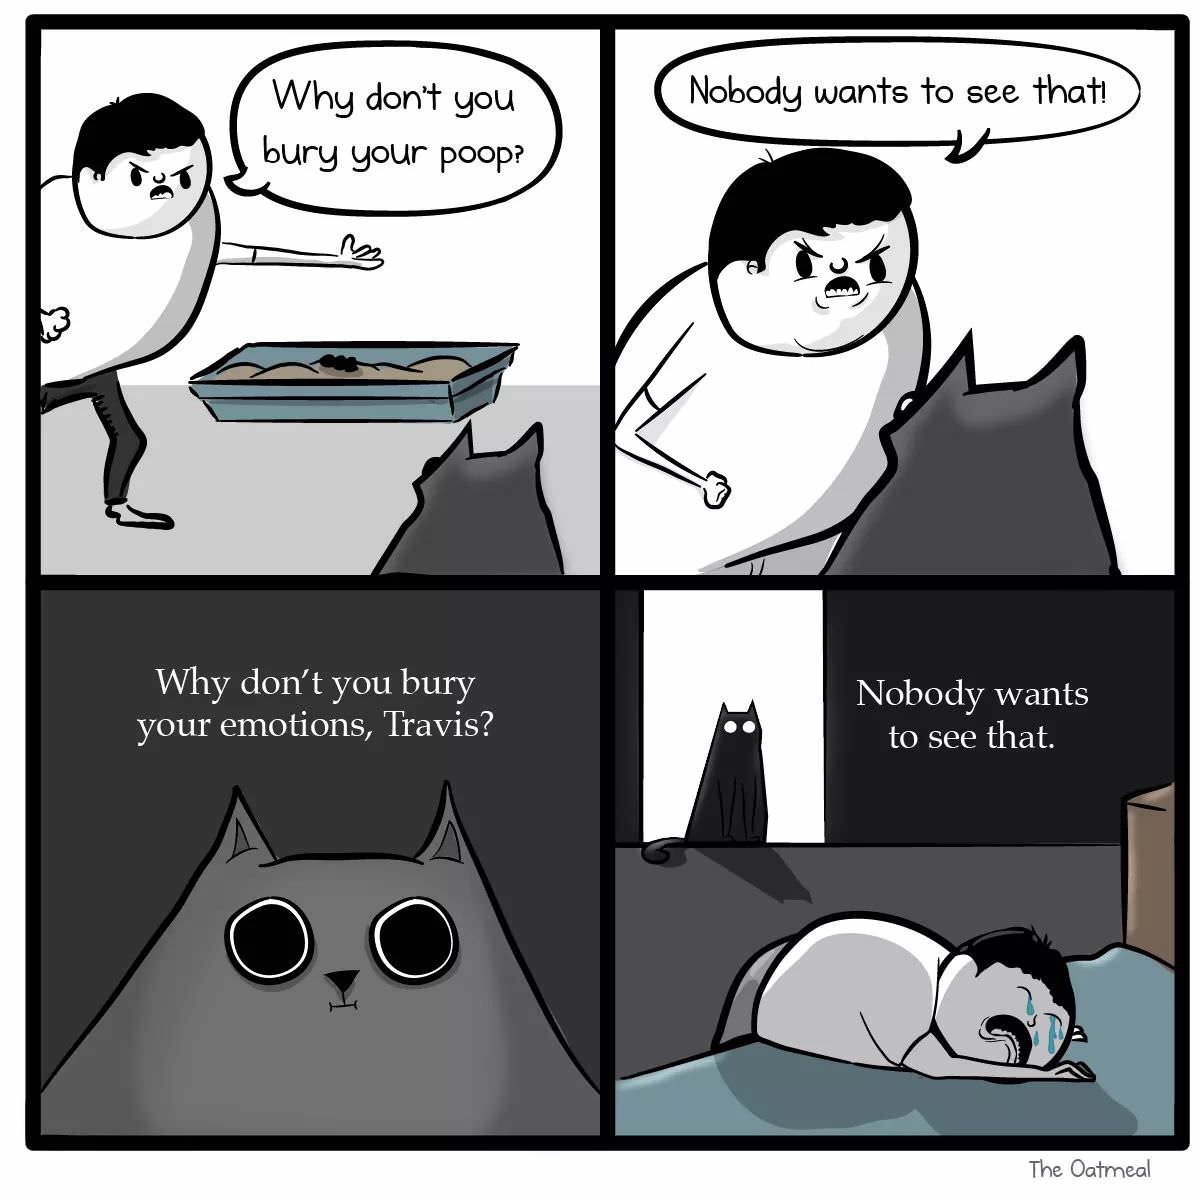 Why don't you
bury your poop?
Nobody wants to see that!
Why don't you bury
your emotions, Travis?
Nobody wants
to see that.
The Oatmeal